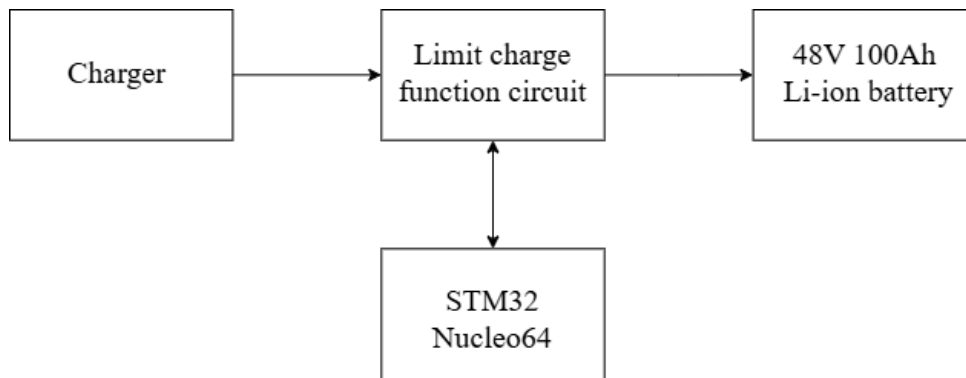 Charger
Limit charge
function circuit
48V 100Ah
Li-ion battery
STM32
Nucleo64